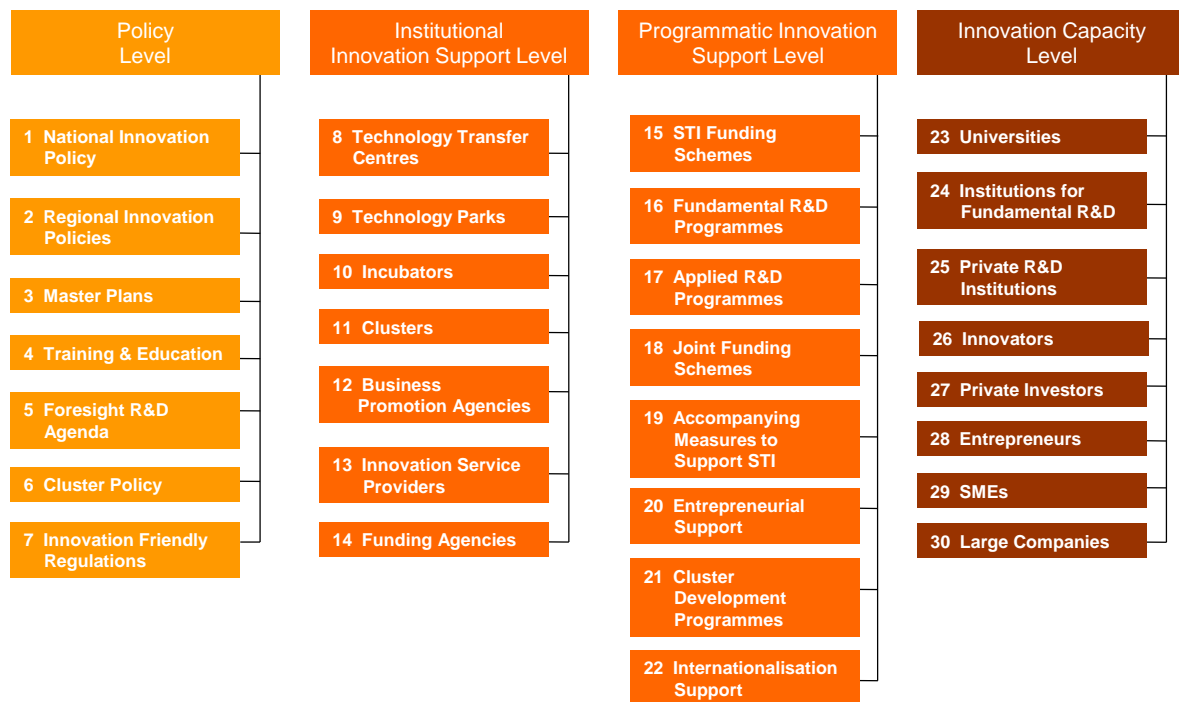 Policy
Level
1 National Innovation
Policy
2 Regional Innovation
Policies
3 Master Plans
4 Training & Education
5 Foresight R&D
Agenda
6 Cluster Policy
7 Innovation Friendly
Regulations
Institutional
Innovation Support Level
8 Technology Transfer
Centres
9 Technology Parks
10 Incubators
11 Clusters
12 Business
Promotion Agencies
13 Innovation Service
Providers
14 Funding Agencies
Programmatic Innovation
Support Level
15 STI Funding
Schemes
16 Fundamental R&D
Programmes
17 Applied R&D
Programmes
18 Joint Funding
Schemes
19 Accompanying
Measures to
Support STI
20 Entrepreneurial
Support
21 Cluster
Development
Programmes
22 Internationalisation
Support
Innovation Capacity
Level
23 Universities
24 Institutions for
Fundamental R&D
25 Private R&D
Institutions
26 Innovators
27 Private Investors
28 Entrepreneurs
29 SMEs
30 Large Companies